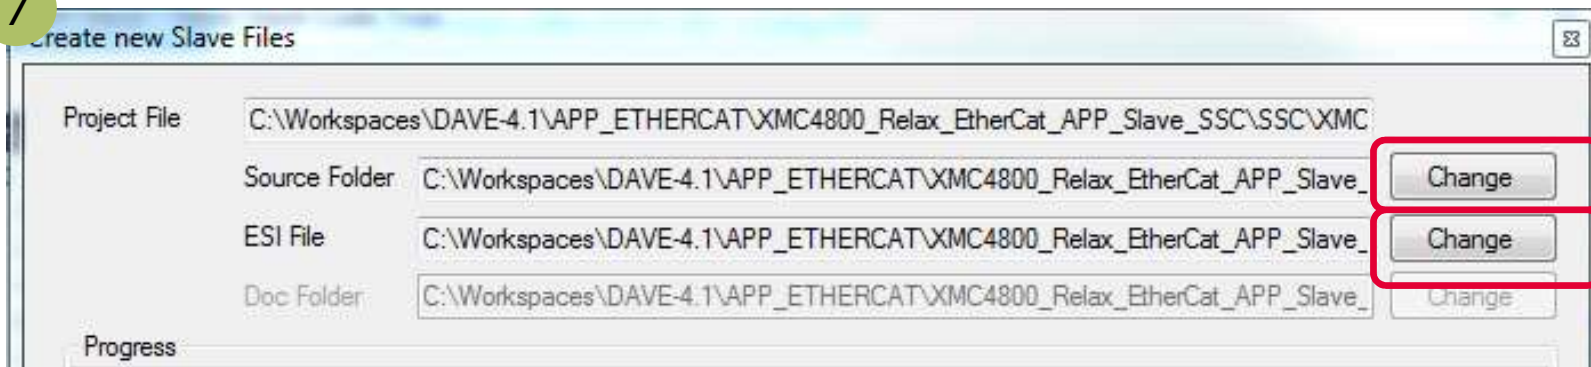 7
Create new Slave Files
Project File C:\Workspaces\DAVE-4.1\APP_ETHERCAT\XMC4800_Relax_EtherCat_APP_Slave_SSC\SSC\XMC
Source Folder C:\Workspaces\DAVE-4.1\APP_ETHERCAT\XMC4800_Relax_EtherCat_APP_Slave_ Change
ESI File C:\Workspaces\DAVE-4.1\APP_ETHERCAT\XMC4800_Relax_EtherCat_APP_Slave_ Change
Doc Folder C:\Workspaces\DAVE-4.1\APP_ETHERCAT\XMC4800_Relax_EtherCat_APP_Slave_ Change
Progress